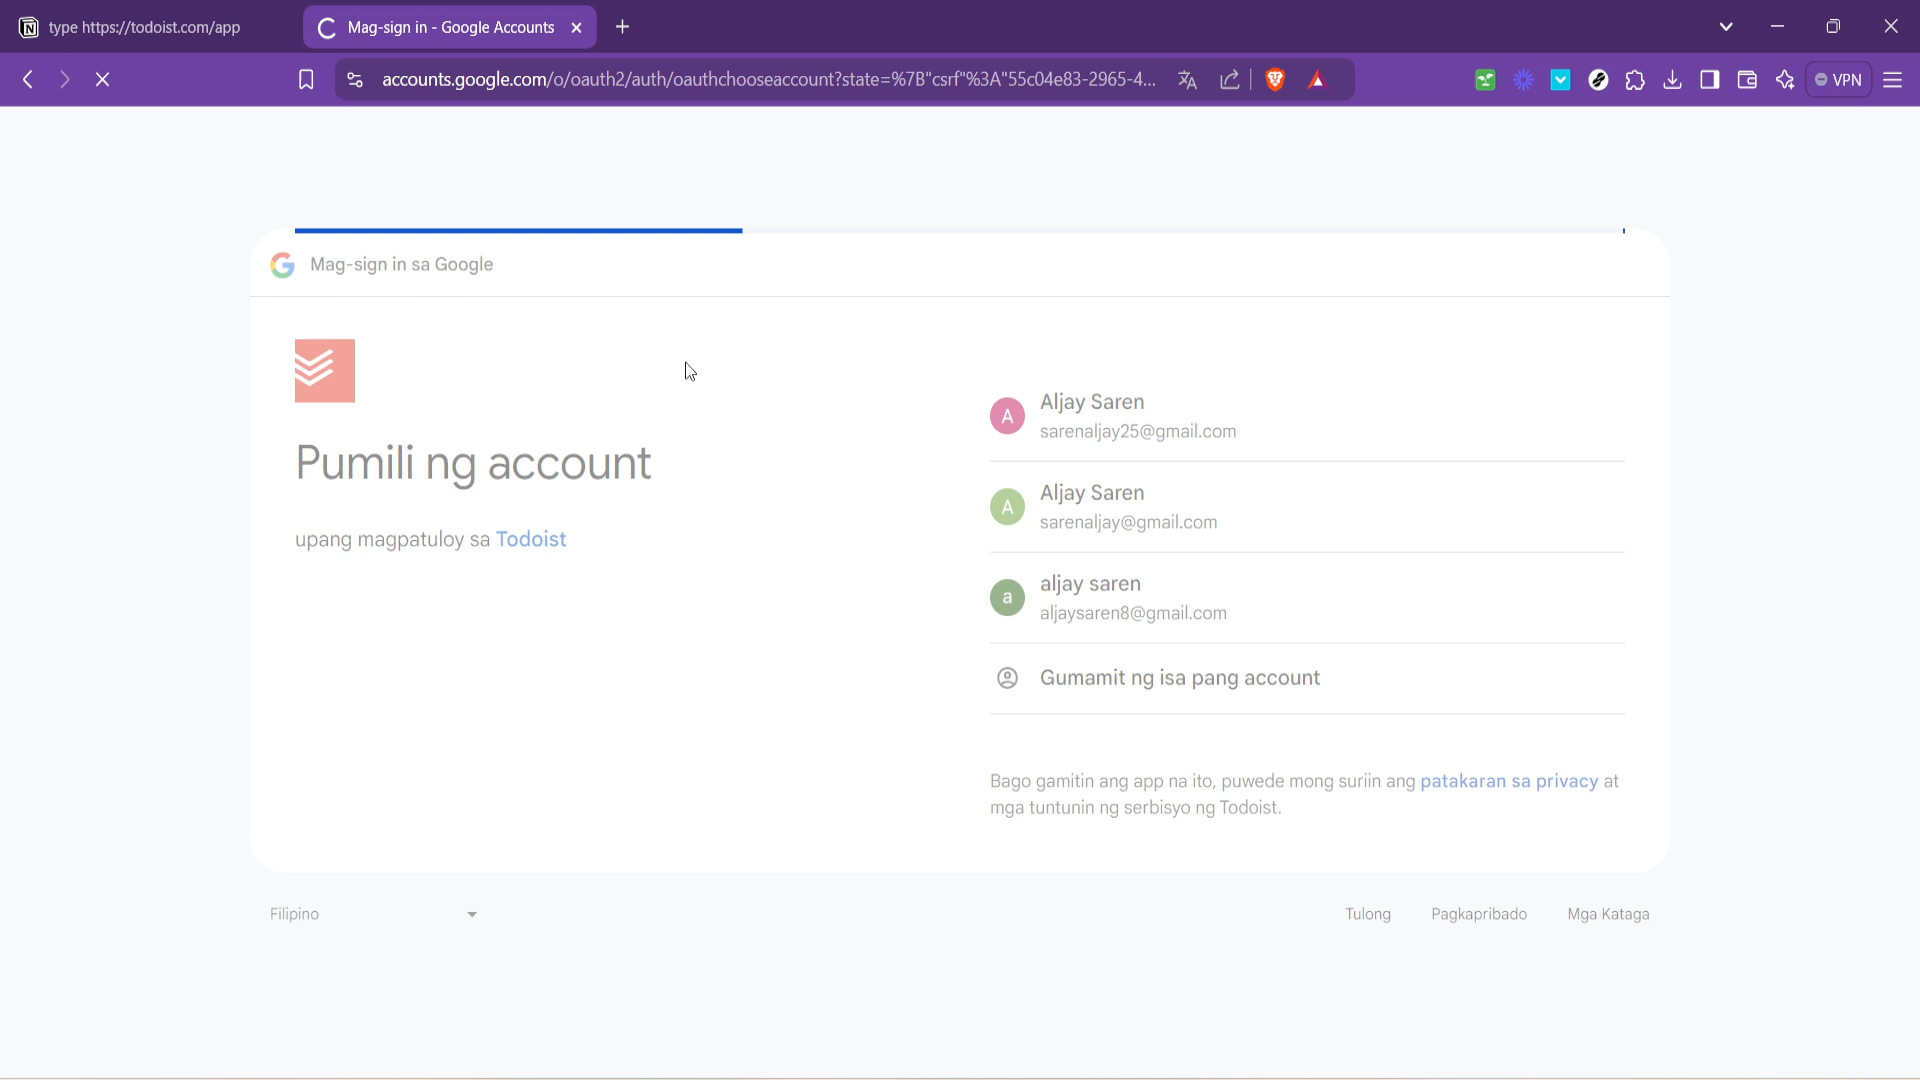 type https://todoist.com/app
Mag-sign in - Google Accounts
accounts.google.com/o/oauth2/auth/oauthchooseaccount?state=%7B"csrf"%3A"55c04e83-2965-4...
VPN
Mag-sign in sa Google
Pumili ng account
upang magpatuloy sa Todoist
A
Aljay Saren
sarenaljay25@gmail.com
A
Aljay Saren
sarenaljay@gmail.com
a
aljay saren
aljaysaren8@gmail.com
Gumamit ng isa pang account
Bago gamitin ang app na ito, puwede mong suriin ang patakaran sa privacy at
mga tuntunin ng serbisyo ng Todoist.
Filipino
Tulong
Pagkapribado
Mga Kataga